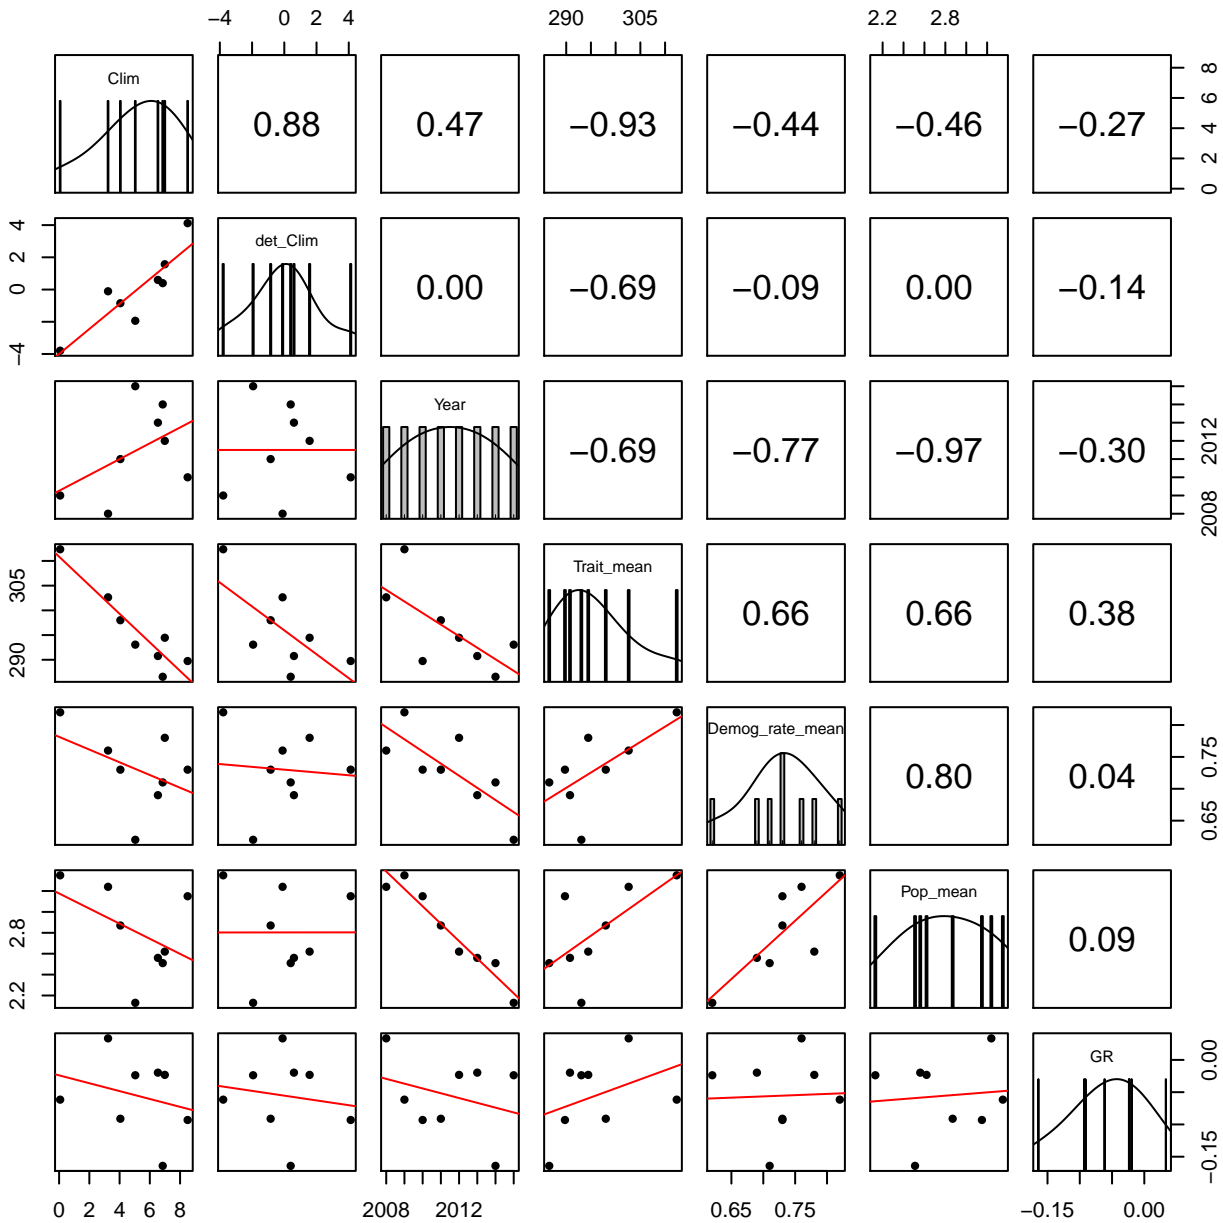 −4 0 2 4 290 305 2.2 2.8
Clim 0.88 0.47 −0.93 −0.44 −0.46 −0.27 0 2 4 6 8
−4 0 2 4 det_Clim 0.00 −0.69 −0.09 0.00 −0.14
Year −0.69 −0.77 −0.97 −0.30 2008 2012
290 305 Trait_mean 0.66 0.66 0.38
Demog_rate_mean 0.80 0.04 0.65 0.75
2.2 2.8 Pop_mean 0.09
GR −0.15 0.00
0 2 4 6 8 2008 2012 0.65 0.75 −0.15 0.00